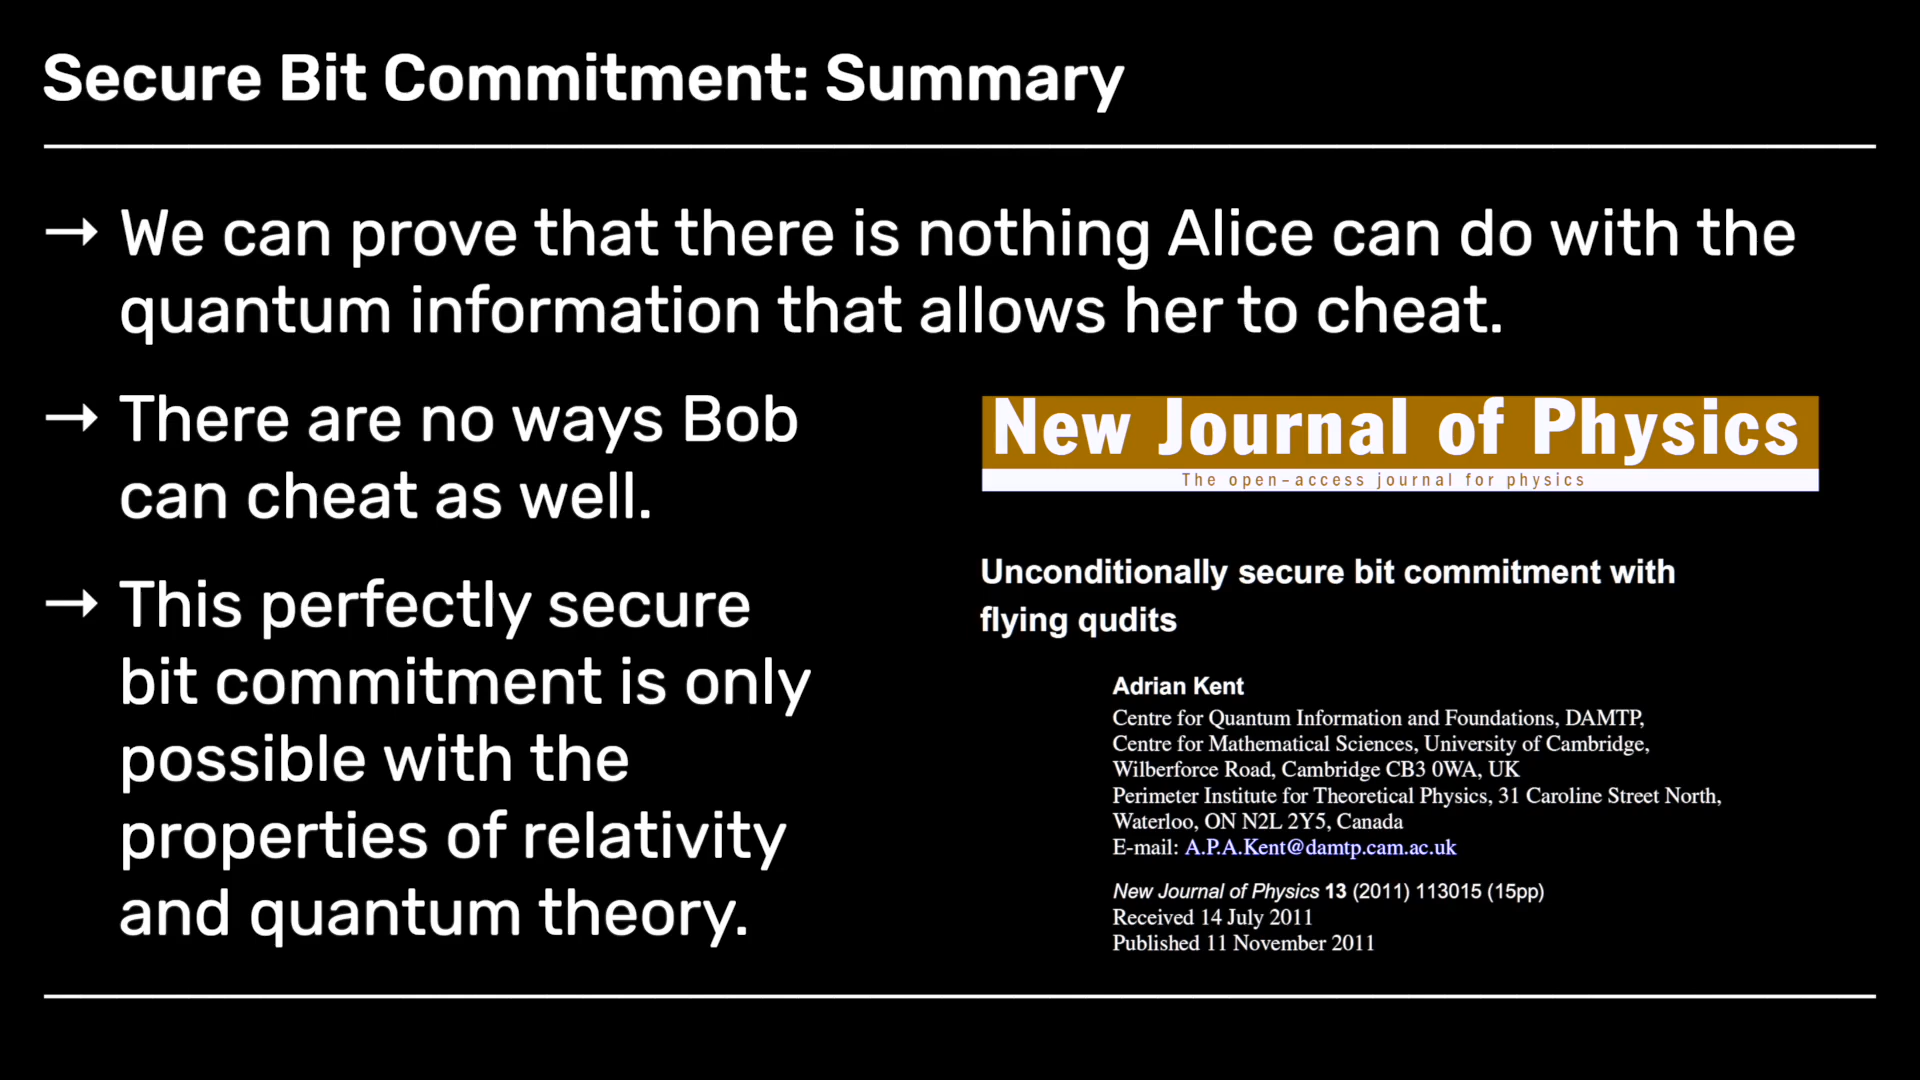 Secure Bit Commitment: Summary
→ We can prove that there is nothing Alice can do with the
quantum information that allows her to cheat.
→ There are no ways Bob
can cheat as well.
→ This perfectly secure
bit commitment is only
possible with the
properties of relativity
and quantum theory.
New Journal of Physics
The open-access journal for physics
Unconditionally secure bit commitment with
flying qudits
Adrian Kent
Centre for Quantum Information and Foundations, DAMTP,
Centre for Mathematical Sciences, University of Cambridge,
Wilberforce Road, Cambridge CB3 0WA, UK
Perimeter Institute for Theoretical Physics, 31 Caroline Street North,
Waterloo, ON N2L 2Y5, Canada
E-mail: A.P.A.Kent@damtp.cam.ac.uk
New Journal of Physics 13 (2011) 113015 (15pp)
Received 14 July 2011
Published 11 November 2011